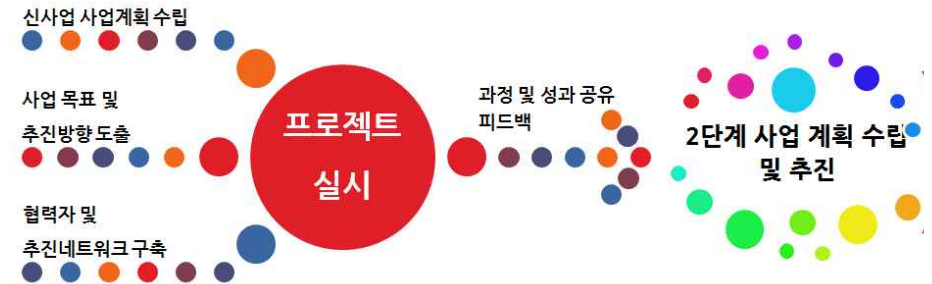 신사업 사업계획 수립
사업 목표 및
추진방향 도출
협력자 및
추진네트워크 구축
프로젝트
실시
과정 및 성과 공유
피드백
2단계 사업 계획 수립
및 추진